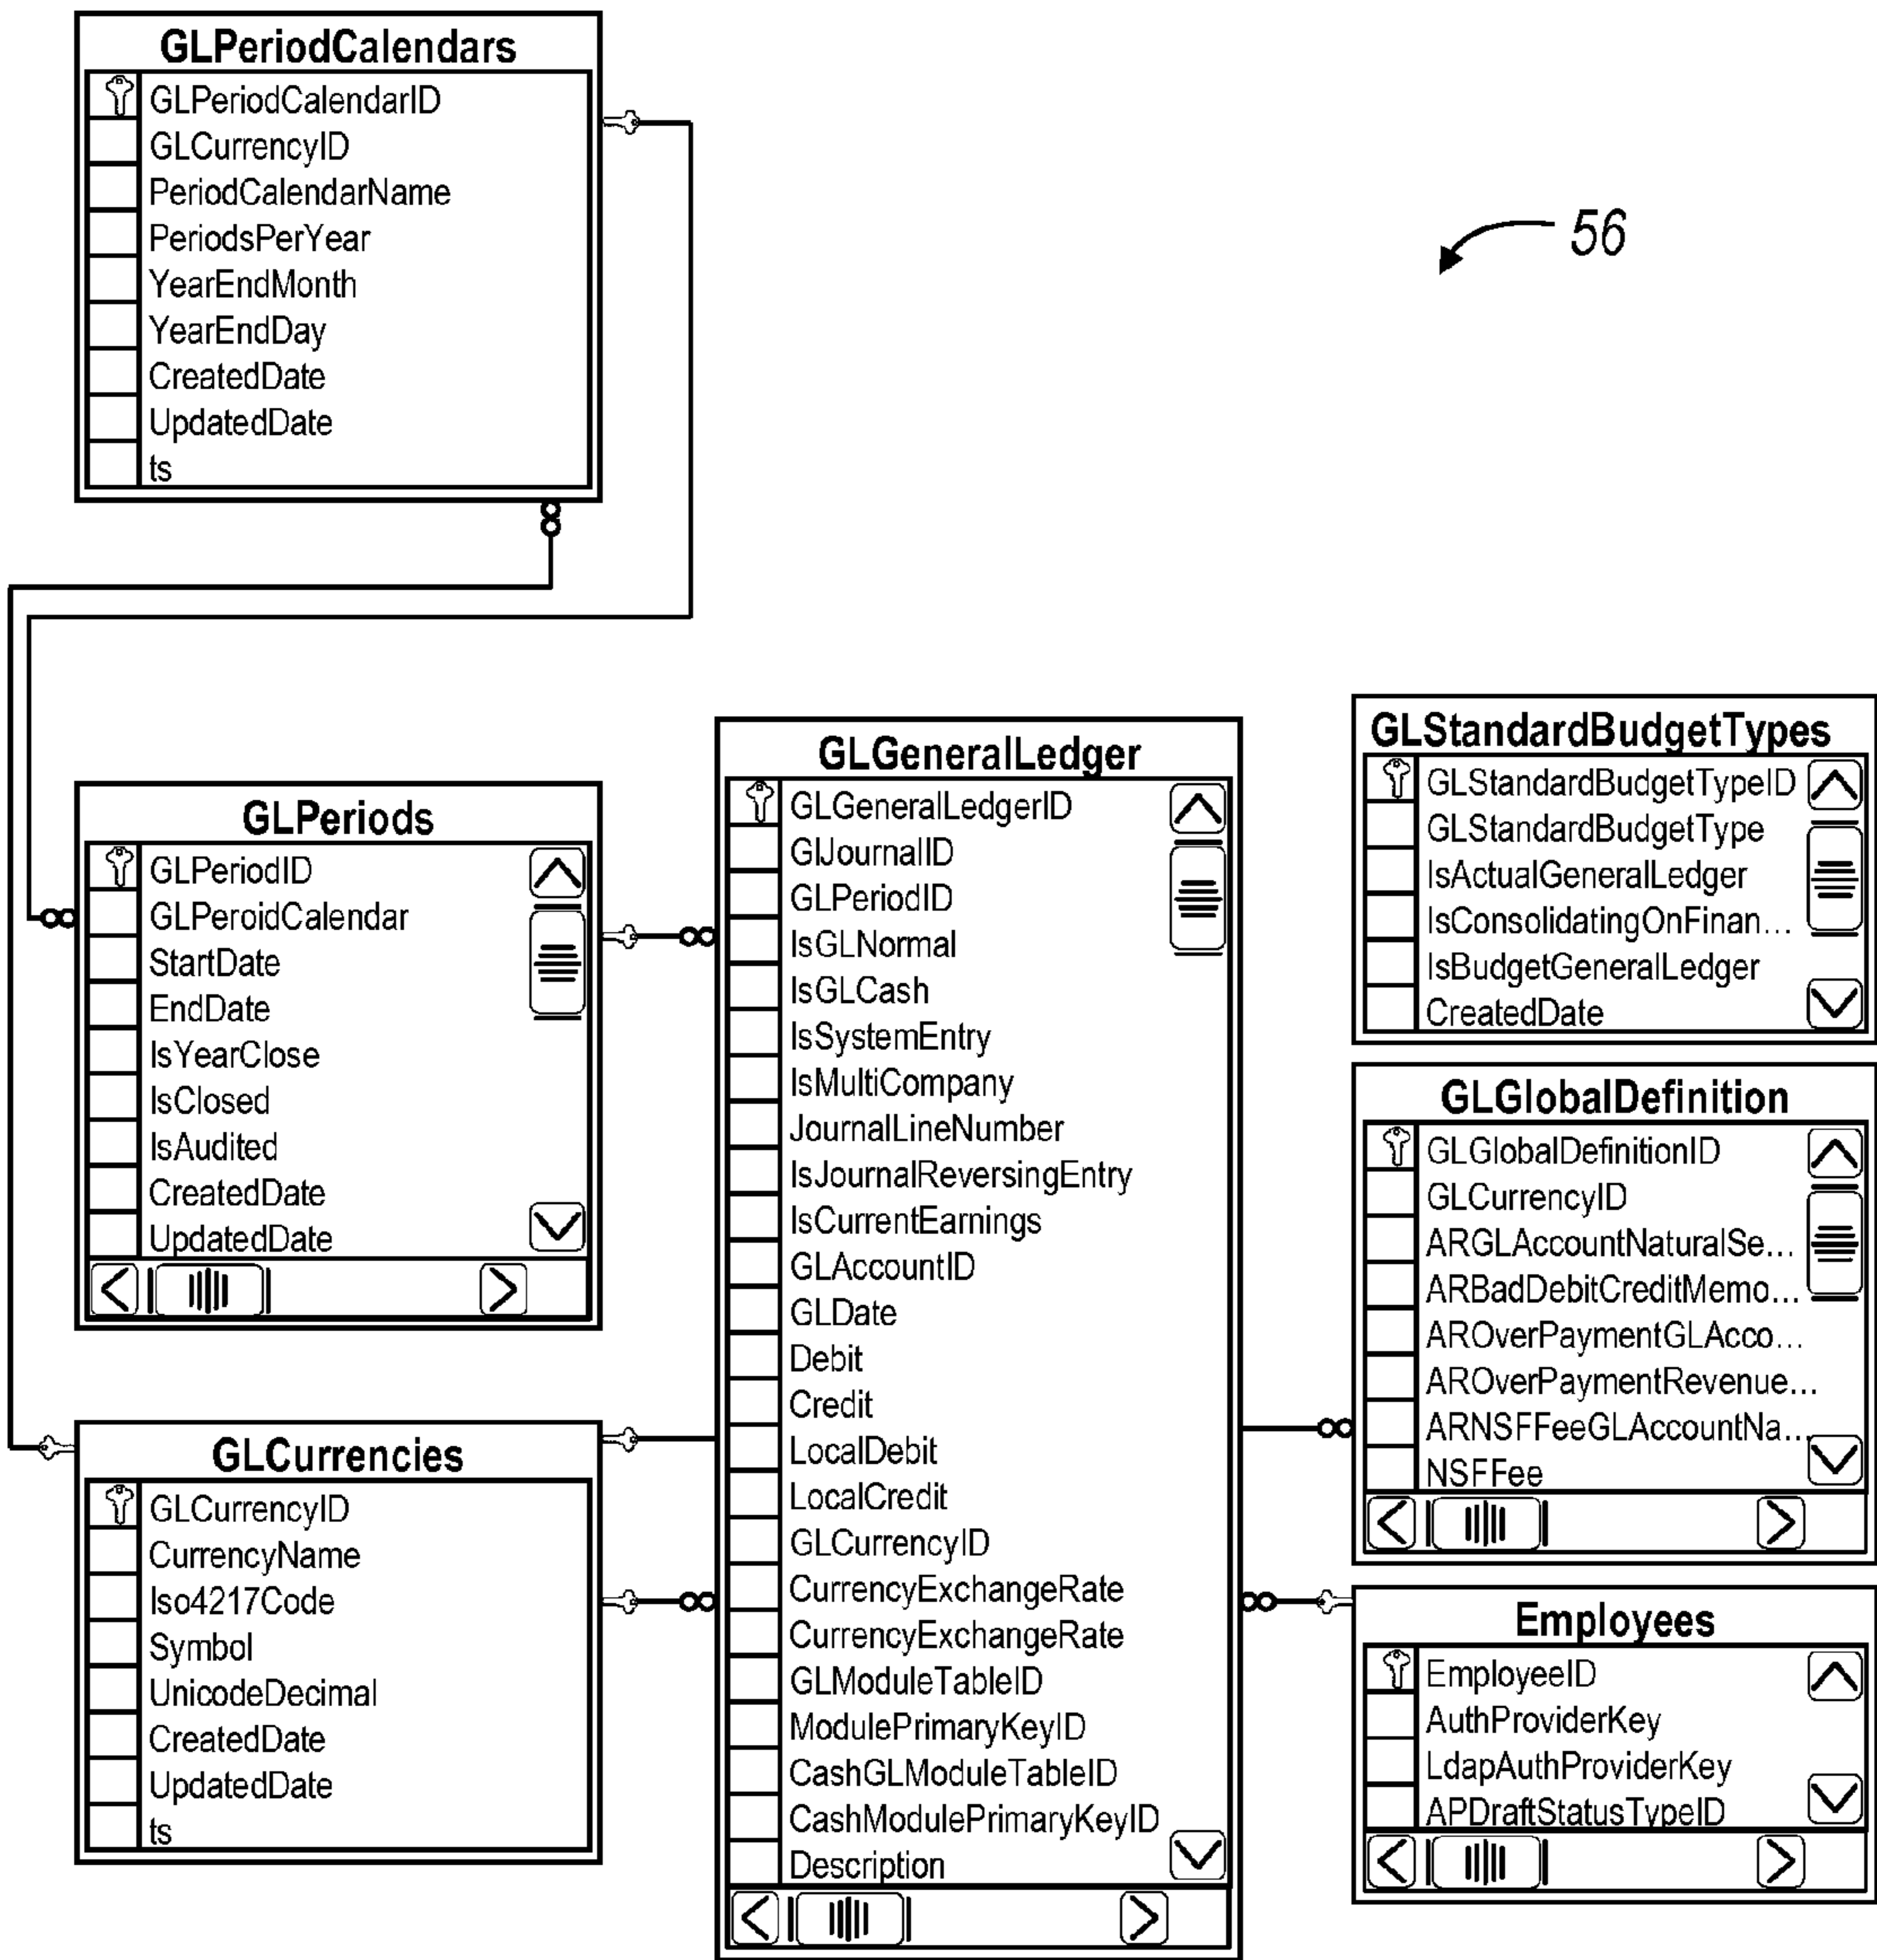 GLPeriodCalendars
GLPeriodCalendarID
GLCurrencyID
PeriodCalendarName
PeriodsPerYear
YearEndMonth
YearEndDay
CreatedDate
UpdatedDate
ts
56
GLPeriods
GLPeriodID
GLPeroidCalendar
StartDate
EndDate
IsYearClose
IsClosed
IsAudited
CreatedDate
UpdatedDate
GLCurrencies
GLCurrencyID
CurrencyName
Iso4217Code
Symbol
UnicodeDecimal
CreatedDate
UpdatedDate
ts
GLGeneralLedger
GLGeneralLedgerID
GlJournalID
GLPeriodID
IsGLNormal
IsGLCash
IsSystemEntry
IsMultiCompany
JournalLineNumber
IsJournalReversingEntry
IsCurrentEarnings
GLAccountID
GLDate
Debit
Credit
LocalDebit
LocalCredit
GLCurrencyID
CurrencyExchangeRate
CurrencyExchangeRate
GLModuleTableID
ModulePrimaryKeyID
CashGLModuleTableID
CashModulePrimaryKeyID
Description
GLStandardBudgetTypes
GLStandardBudgetTypeID
GLStandardBudgetType
IsActualGeneralLedger
IsConsolidatingOnFinan...
IsBudgetGeneralLedger
CreatedDate
GLGlobalDefinition
GLGlobalDefinitionID
GLCurrencyID
ARGLAccountNaturalSe...
ARBadDebitCreditMemo...
AROverPaymentGLAcco...
AROverPaymentRevenue...
ARNSFFeeGLAccountNa...
NSFFee
Employees
EmployeeID
AuthProviderKey
LdapAuthProviderKey
APDraftStatusTypeID